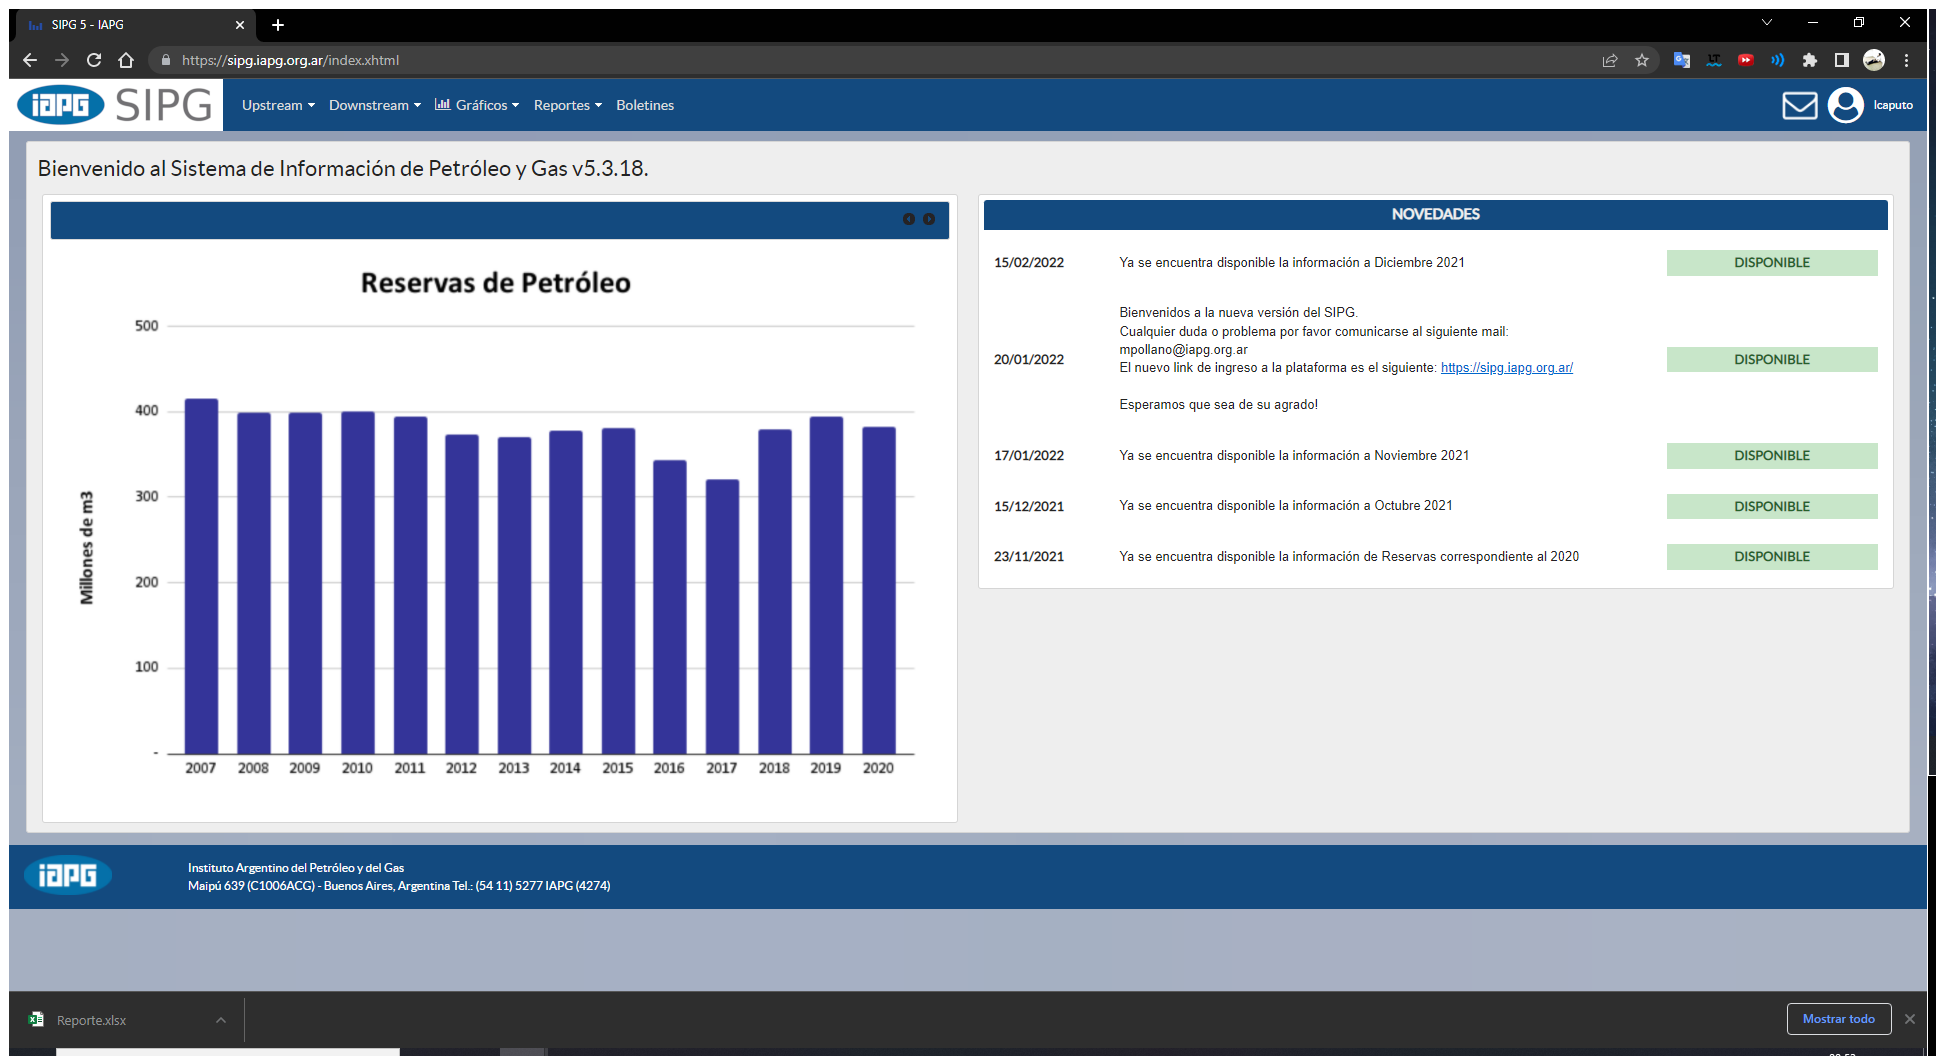 SIPG 5 - IAPG
https://sipg.iapg.org.ar/index.xhtml
iapg SIPG
Upstream
Downstream
Gráficos
Reportes
Boletines
lcaputo
Bienvenido al Sistema de Información de Petróleo y Gas v5.3.18.
Reservas de Petróleo
Millones de m3
500
400
300
200
100
-
2007 2008 2009 2010 2011 2012 2013 2014 2015 2016 2017 2018 2019 2020
NOVEDADES
15/02/2022 Ya se encuentra disponible la información a Diciembre 2021 DISPONIBLE
20/01/2022
Bienvenidos a la nueva versión del SIPG.
Cualquier duda o problema por favor comunicarse al siguiente mail:
mpollano@iapg.org.ar
El nuevo link de ingreso a la plataforma es el siguiente: https://sipg.iapg.org.ar/
Esperamos que sea de su agrado!
DISPONIBLE
17/01/2022 Ya se encuentra disponible la información a Noviembre 2021 DISPONIBLE
15/12/2021 Ya se encuentra disponible la información a Octubre 2021 DISPONIBLE
23/11/2021 Ya se encuentra disponible la información de Reservas correspondiente al 2020 DISPONIBLE
iapg
Instituto Argentino del Petróleo y del Gas
Maipú 639 (C1006ACG) - Buenos Aires, Argentina Tel.: (54 11) 5277 IAPG (4274)
Reporte.xlsx
Mostrar todo